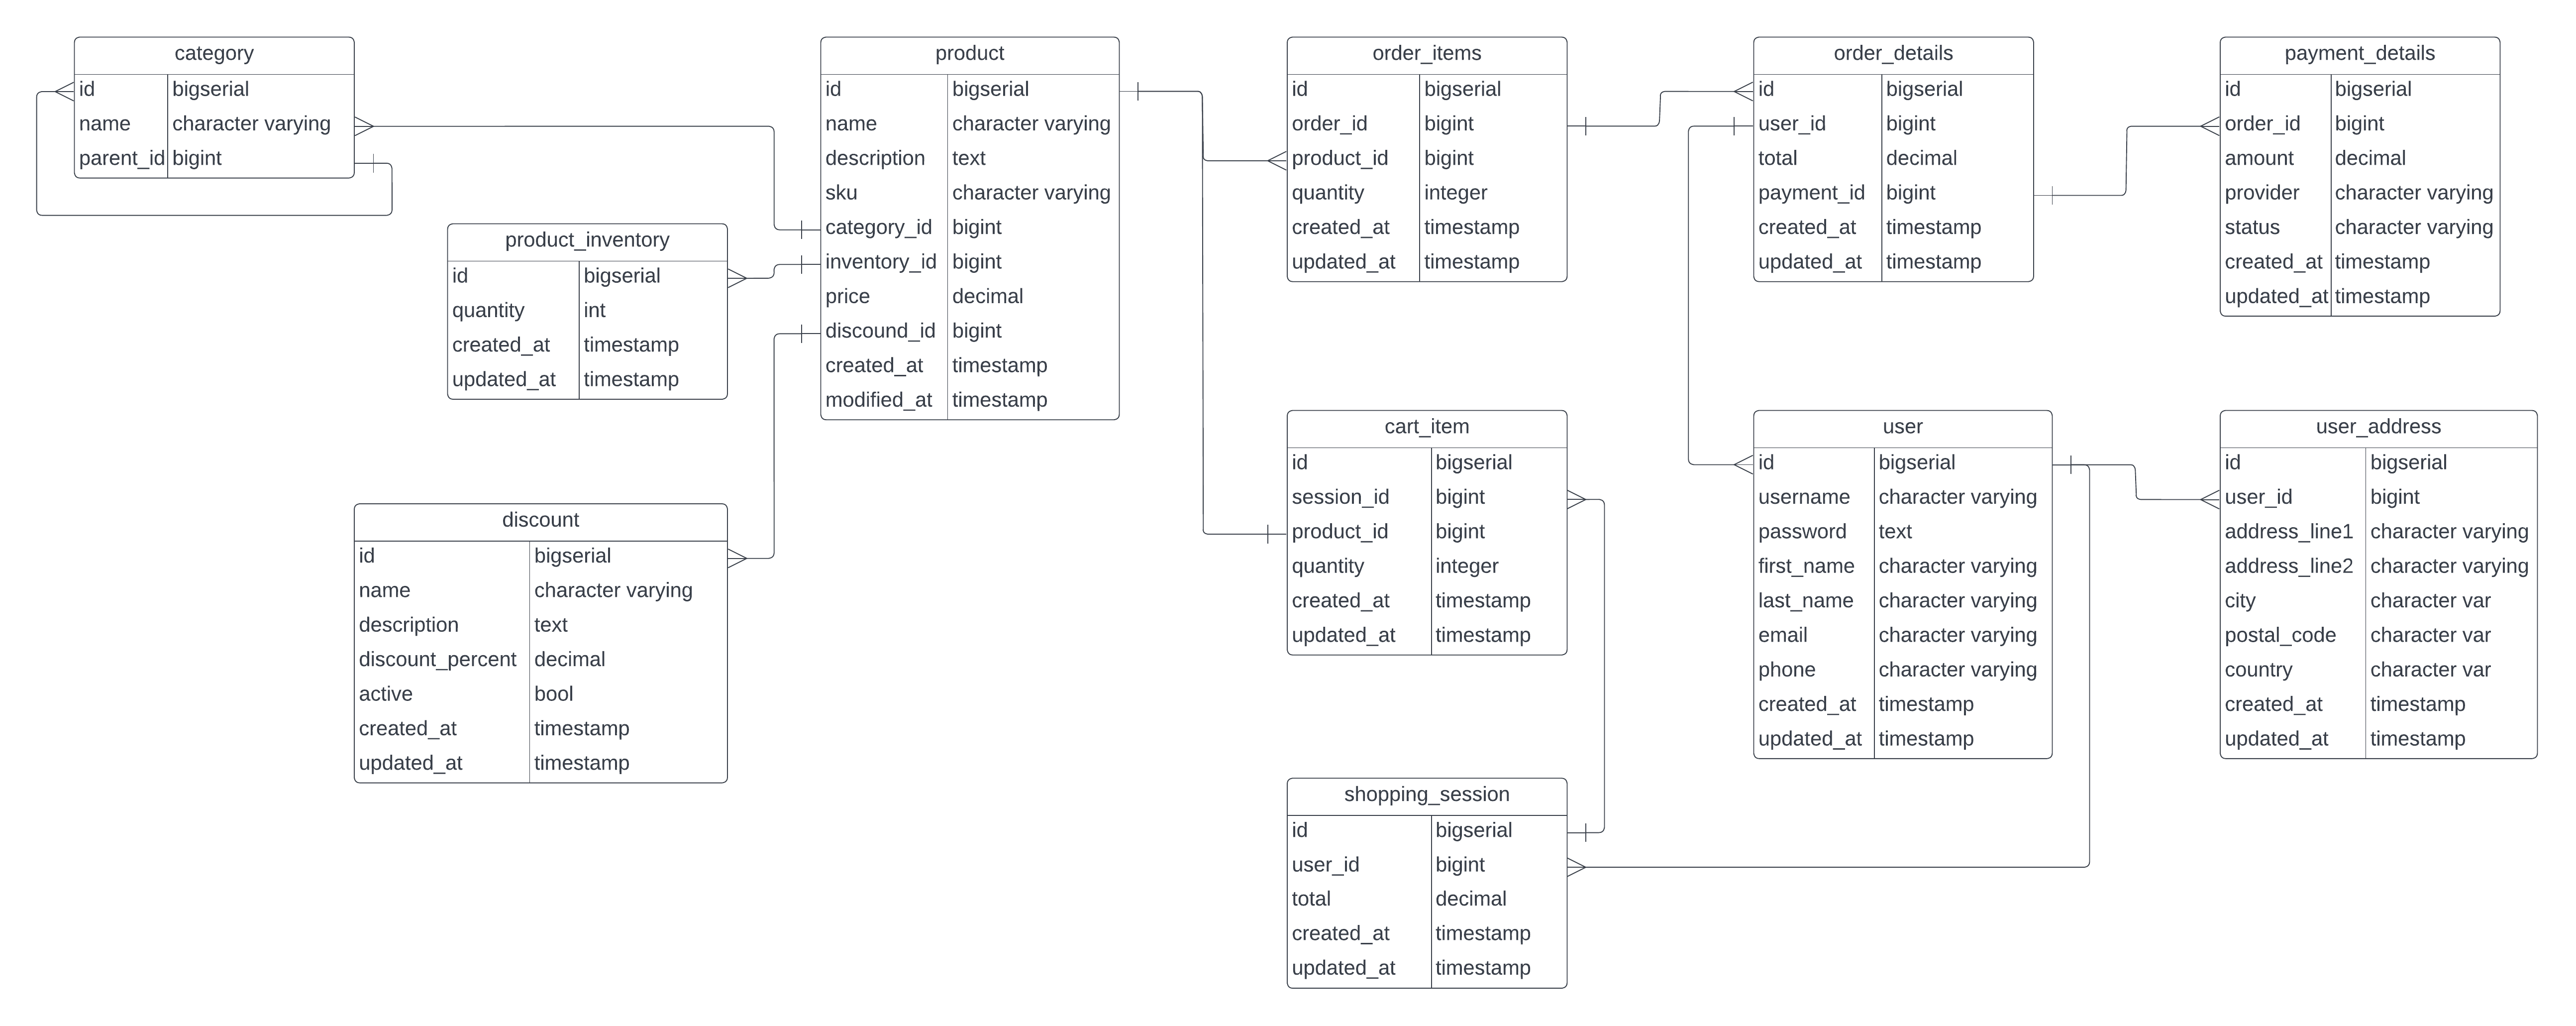 category
id bigserial
name character varying
parent_id bigint
product_inventory
id bigserial
quantity int
created_at timestamp
updated_at timestamp
discount
id bigserial
name character varying
description text
discount_percent decimal
active bool
created_at timestamp
updated_at timestamp
product
id bigserial
name character varying
description text
sku character varying
category_id bigint
inventory_id bigint
price decimal
discound_id bigint
created_at timestamp
modified_at timestamp
order_items
id bigserial
order_id bigint
product_id bigint
quantity integer
created_at timestamp
updated_at timestamp
cart_item
id bigserial
session_id bigint
product_id bigint
quantity integer
created_at timestamp
updated_at timestamp
shopping_session
id bigserial
user_id bigint
total decimal
created_at timestamp
updated_at timestamp
order_details
id bigserial
user_id bigint
total decimal
payment_id bigint
created_at timestamp
updated_at timestamp
user
id bigserial
username character varying
password text
first_name character varying
last_name character varying
email character varying
phone character varying
created_at timestamp
updated_at timestamp
payment_details
id bigserial
order_id bigint
amount decimal
provider character varying
status character varying
created_at timestamp
updated_at timestamp
user_address
id bigserial
user_id bigint
address_line1 character varying
address_line2 character varying
city character var
postal_code character var
country character var
created_at timestamp
updated_at timestamp